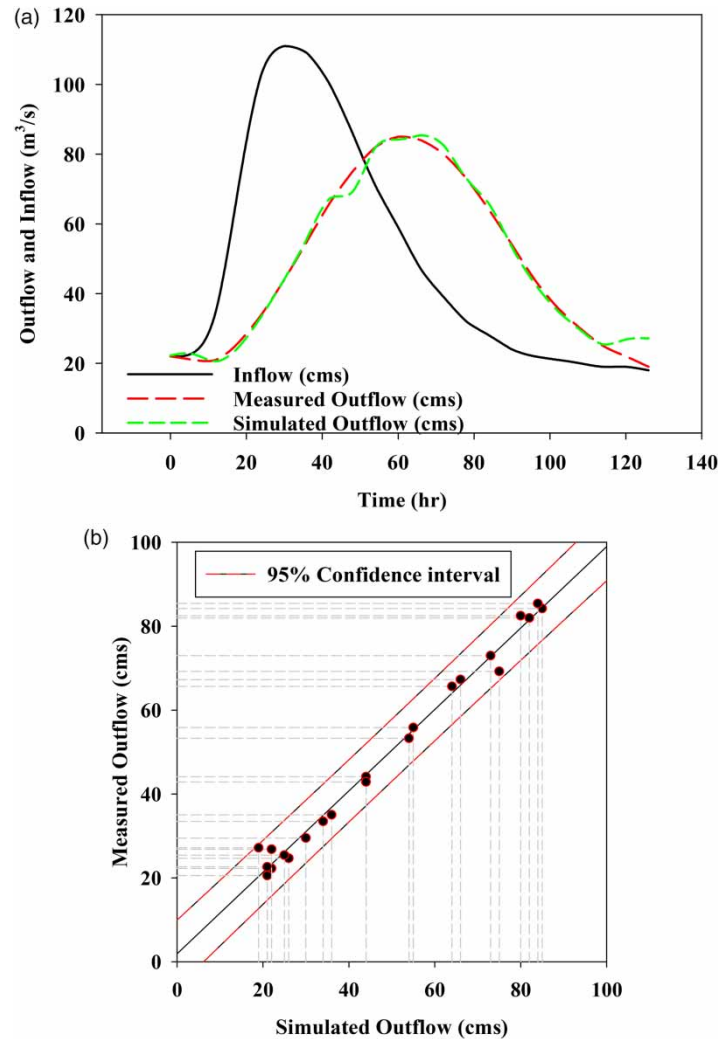 (a)
120
100
80
60
40
20
0
Outflow and Inflow (m³/s)
Inflow (cms)
Measured Outflow (cms)
Simulated Outflow (cms)
0 20 40 60 80 100 120 140
Time (hr)
(b)
100
80
60
40
20
0
Measured Outflow (cms)
95% Confidence interval
0 20 40 60 80 100
Simulated Outflow (cms)